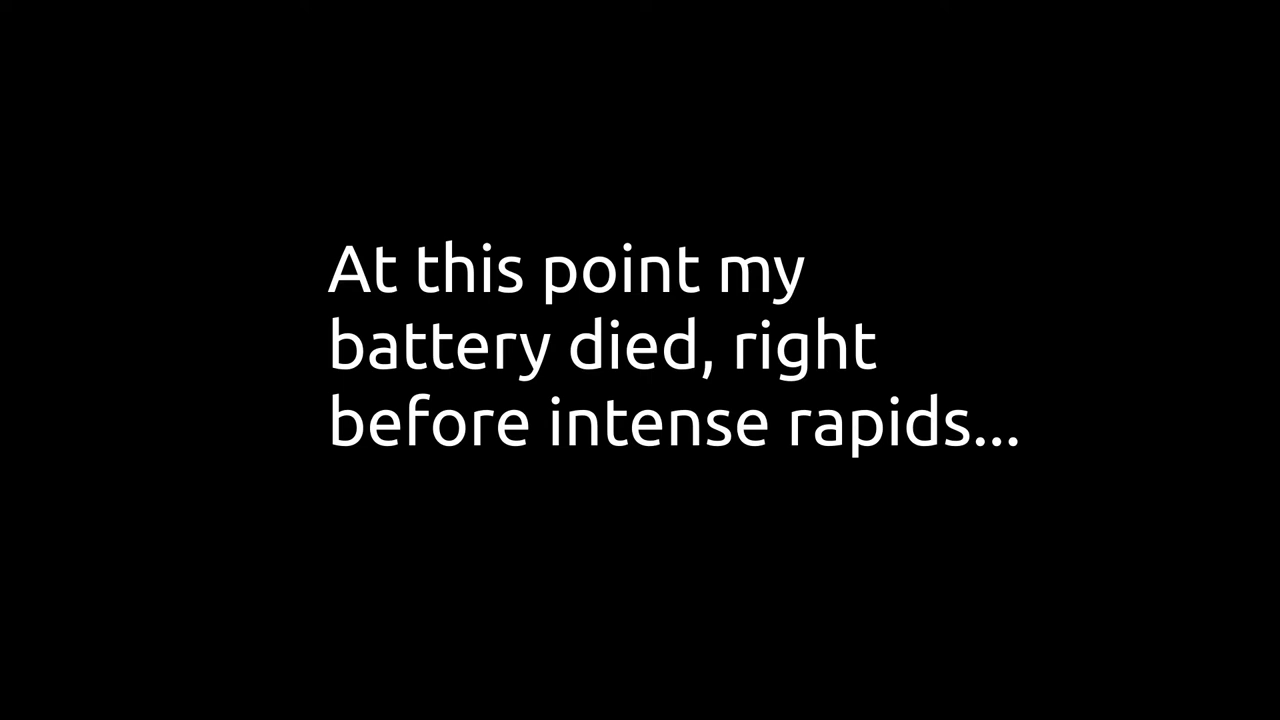 At this point my
battery died, right
before intense rapids...